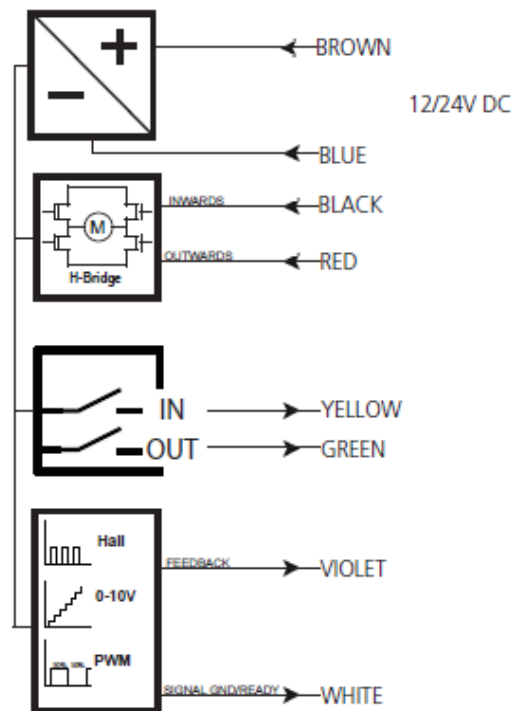 + BROWN
12/24V DC
− BLUE
INWARDS BLACK
M
OUTWARDS RED
H-Bridge
IN YELLOW
OUT GREEN
Hall
FEEDBACK VIOLET
0-10V
PWM
SIGNAL GND/READY WHITE